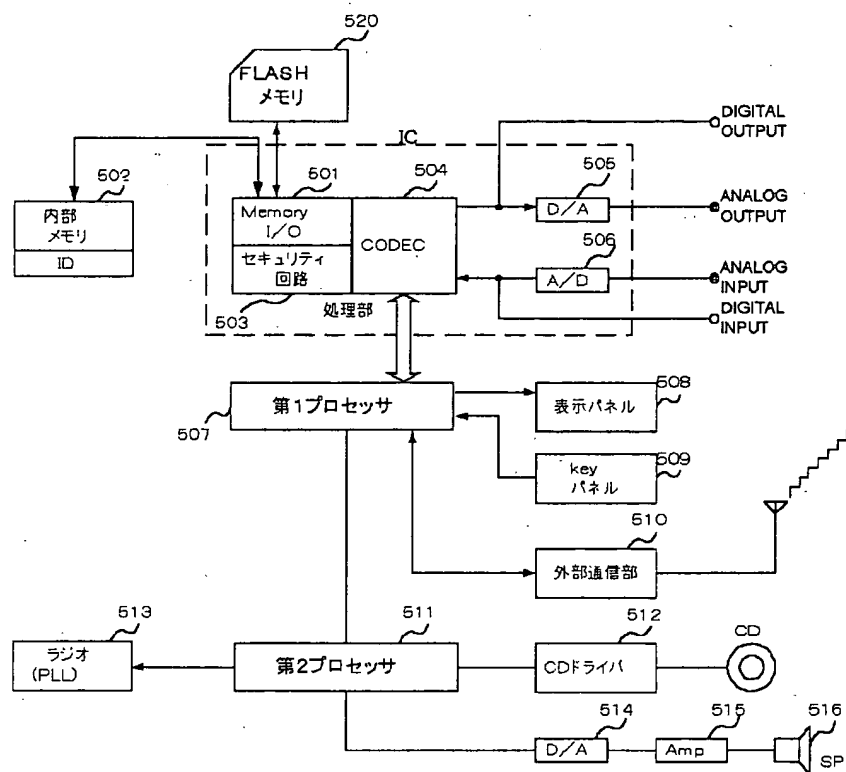 520
FLASH
メモリ
DIGITAL
OUTPUT
IC
502
501
504
505
内部
メモリ
ID
Memory
I/O
セキュリティ
回路
CODEC
D/A
ANALOG
OUTPUT
506
A/D
ANALOG
INPUT
503
処理部
DIGITAL
INPUT
第1プロセッサ
507
508
表示パネル
509
key
パネル
510
外部通信部
513
ラジオ
(PLL)
511
第2プロセッサ
512
CDドライバ
CD
514
D/A
515
Amp
516
SP